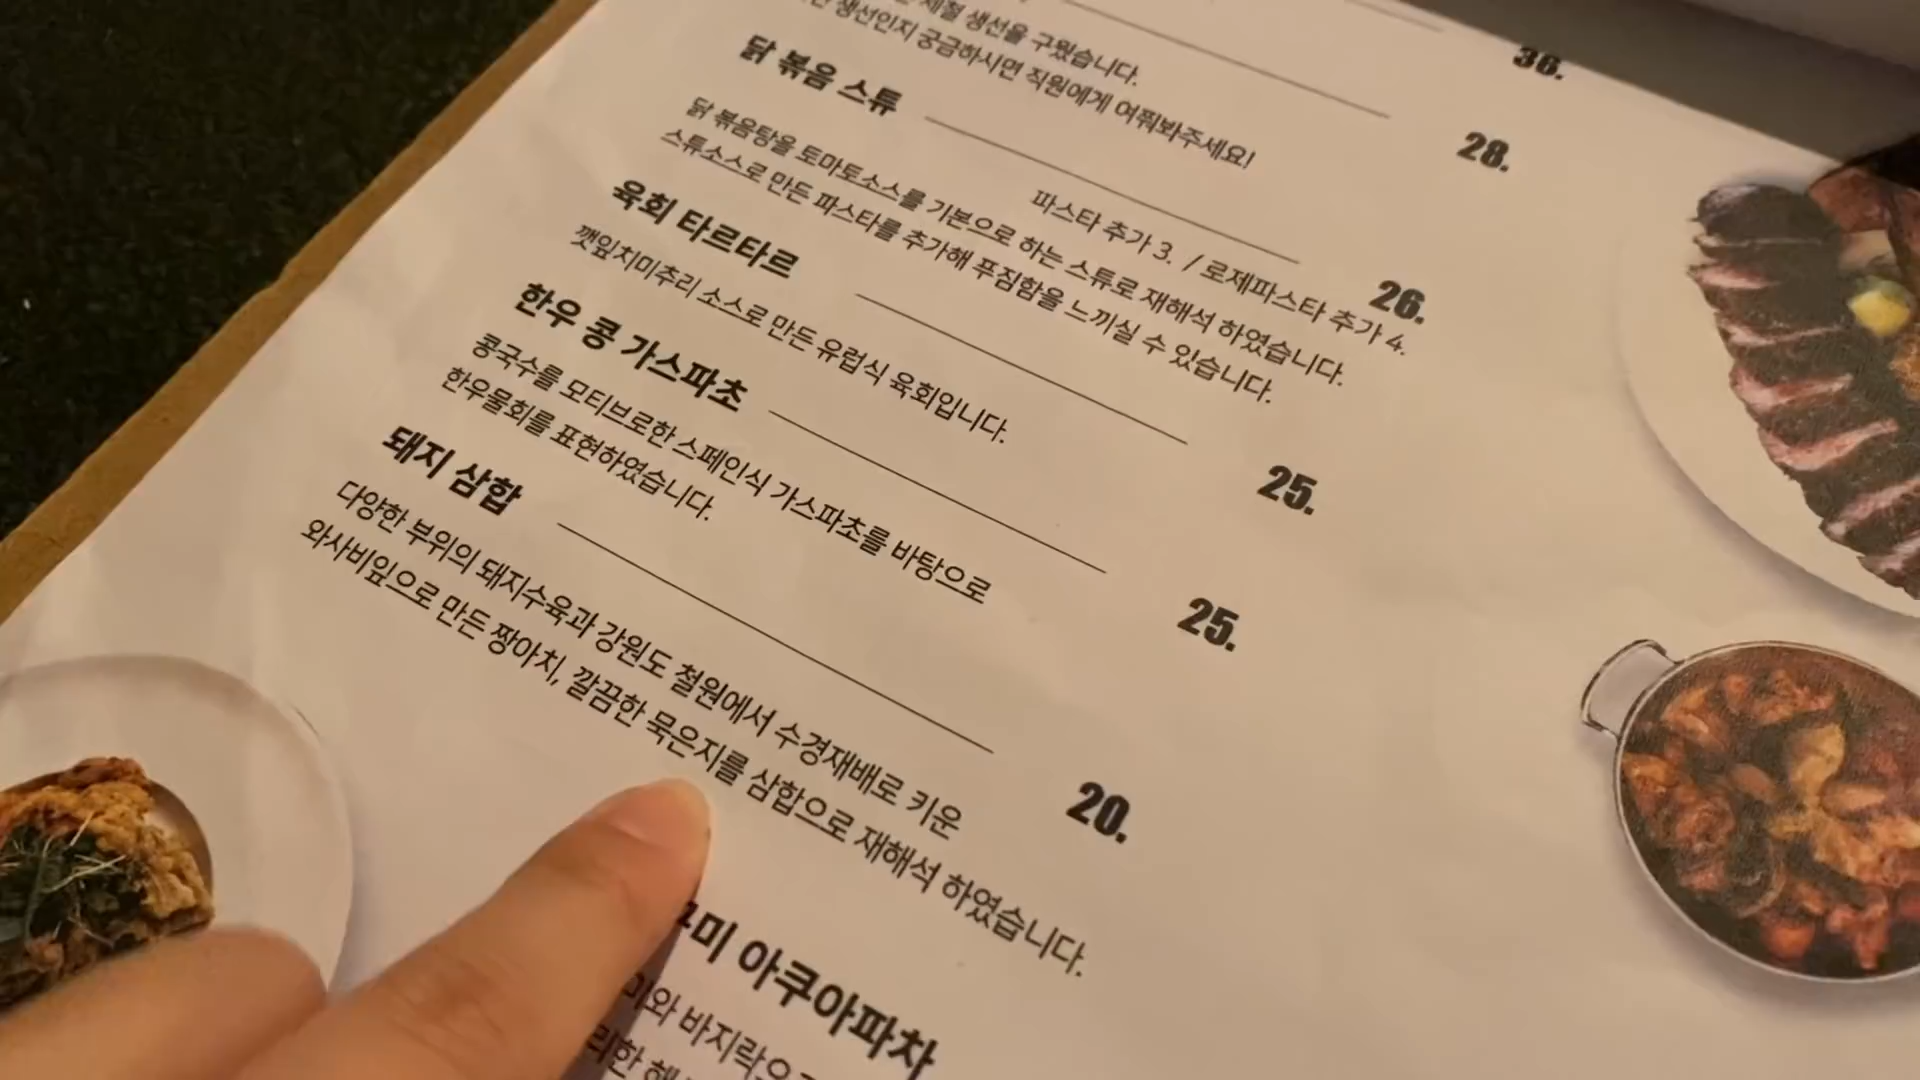 36.
제철 생선을 구웠습니다.
생선인지 궁금하시면 직원에게 여쭤봐주세요!
28.
닭 볶음 스튜
파스타 추가 3. / 로제파스타 추가 4.
닭 볶음탕을 토마토소스를 기본으로 하는 스튜로 재해석 하였습니다.
스튜소스로 만든 파스타를 추가해 푸짐함을 느끼실 수 있습니다.
26.
육회 타르타르
깻잎치미추리 소스로 만든 유럽식 육회입니다.
25.
한우 콩 가스파초
콩국수를 모티브로한 스페인식 가스파초를 바탕으로
한우물회를 표현하였습니다.
25.
돼지 삼합
다양한 부위의 돼지수육과 강원도 철원에서 수경재배로 키운
와사비잎으로 만든 짱아치, 깔끔한 묵은지를 삼합으로 재해석 하였습니다.
20.
아쿠아파차
바지락으